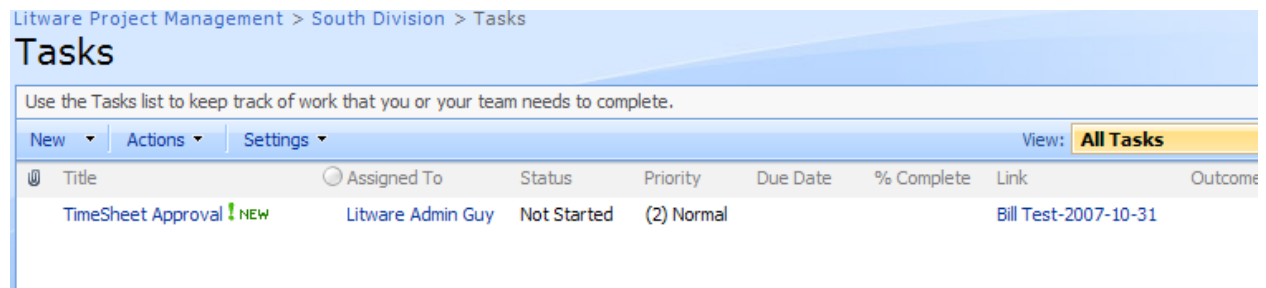 Litware Project Management > South Division > Tasks
Tasks
Use the Tasks list to keep track of work that you or your team needs to complete.
New Actions Settings View: All Tasks
Title Assigned To Status Priority Due Date % Complete Link Outcome
TimeSheet Approval ! NEW Litware Admin Guy Not Started (2) Normal Bill Test-2007-10-31